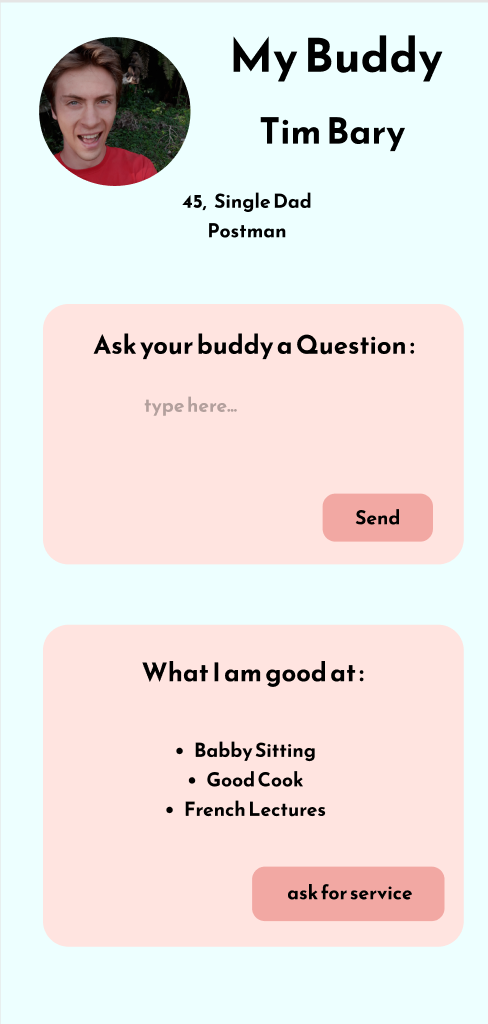 My Buddy
Tim Bary
45, Single Dad
Postman
Ask your buddy a Question :
type here...
Send
What I am good at :
• Babby Sitting
• Good Cook
• French Lectures
ask for service